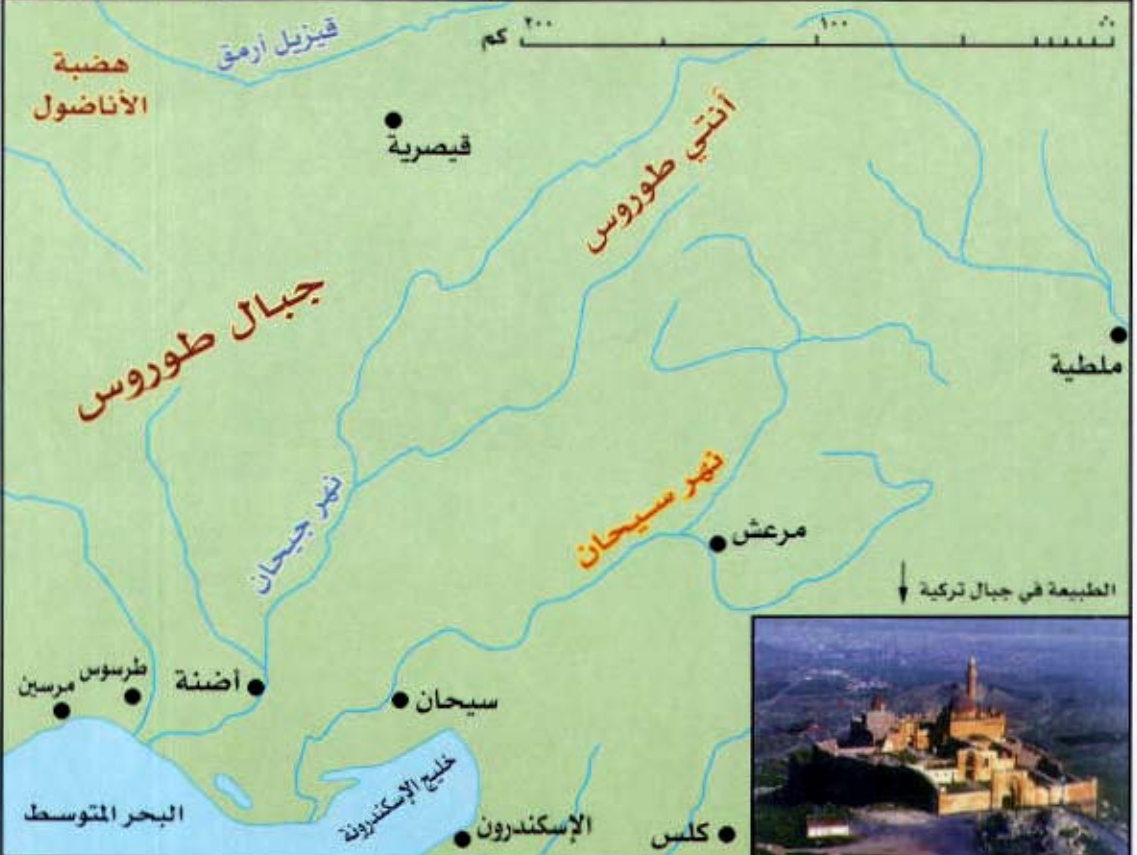 قيزيل أرمق
٢٠٠
١٠٠
٥٠
كم
هضبة
الأناضول
قيصرية
أنتي طوروس
جبال طوروس
ملطية
نهر جيحان
نهر سيحان
مرعش
الطبيعة في جبال تركية
طرسوس
مرسين
أضنة
سيحان
خليج الإسكندرونة
البحر المتوسط
الإسكندرون
كلس